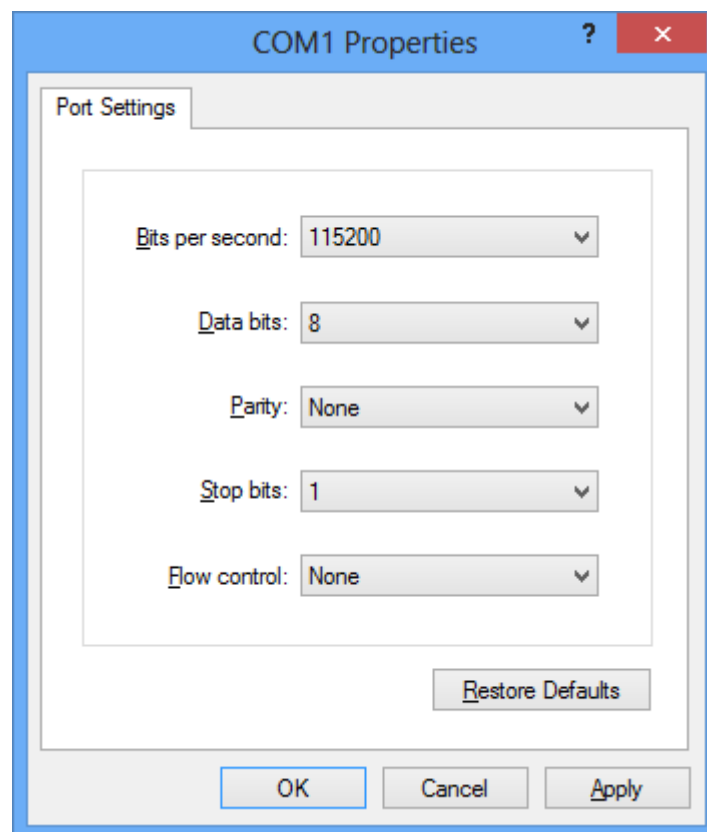 COM1 Properties ? ×
Port Settings
Bits per second: 115200
Data bits: 8
Parity: None
Stop bits: 1
Flow control: None
Restore Defaults
OK Cancel Apply